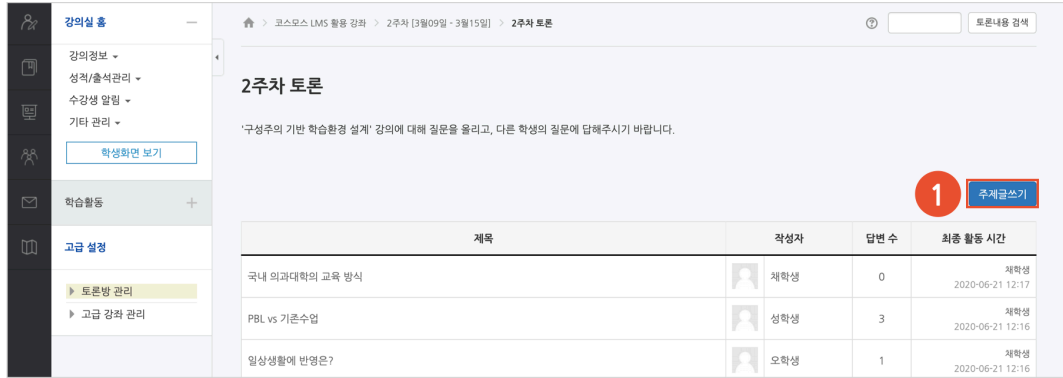 강의실 홈
강의정보
성적/출석관리
수강생 알림
기타 관리
학생화면 보기
학습활동
고급 설정
토론방 관리
고급 강좌 관리
코스모스 LMS 활용 강좌 > 2주차 [3월09일 - 3월15일] > 2주차 토론
토론내용 검색
2주차 토론
'구성주의 기반 학습환경 설계' 강의에 대해 질문을 올리고, 다른 학생의 질문에 답해주시기 바랍니다.
1 주제글쓰기
제목 작성자 답변 수 최종 활동 시간
국내 의과대학의 교육 방식 채학생 0 채학생
2020-06-21 12:17
PBL vs 기존수업 성학생 3 채학생
2020-06-21 12:16
일상생활에 반영은? 오학생 1 채학생
2020-06-21 12:16